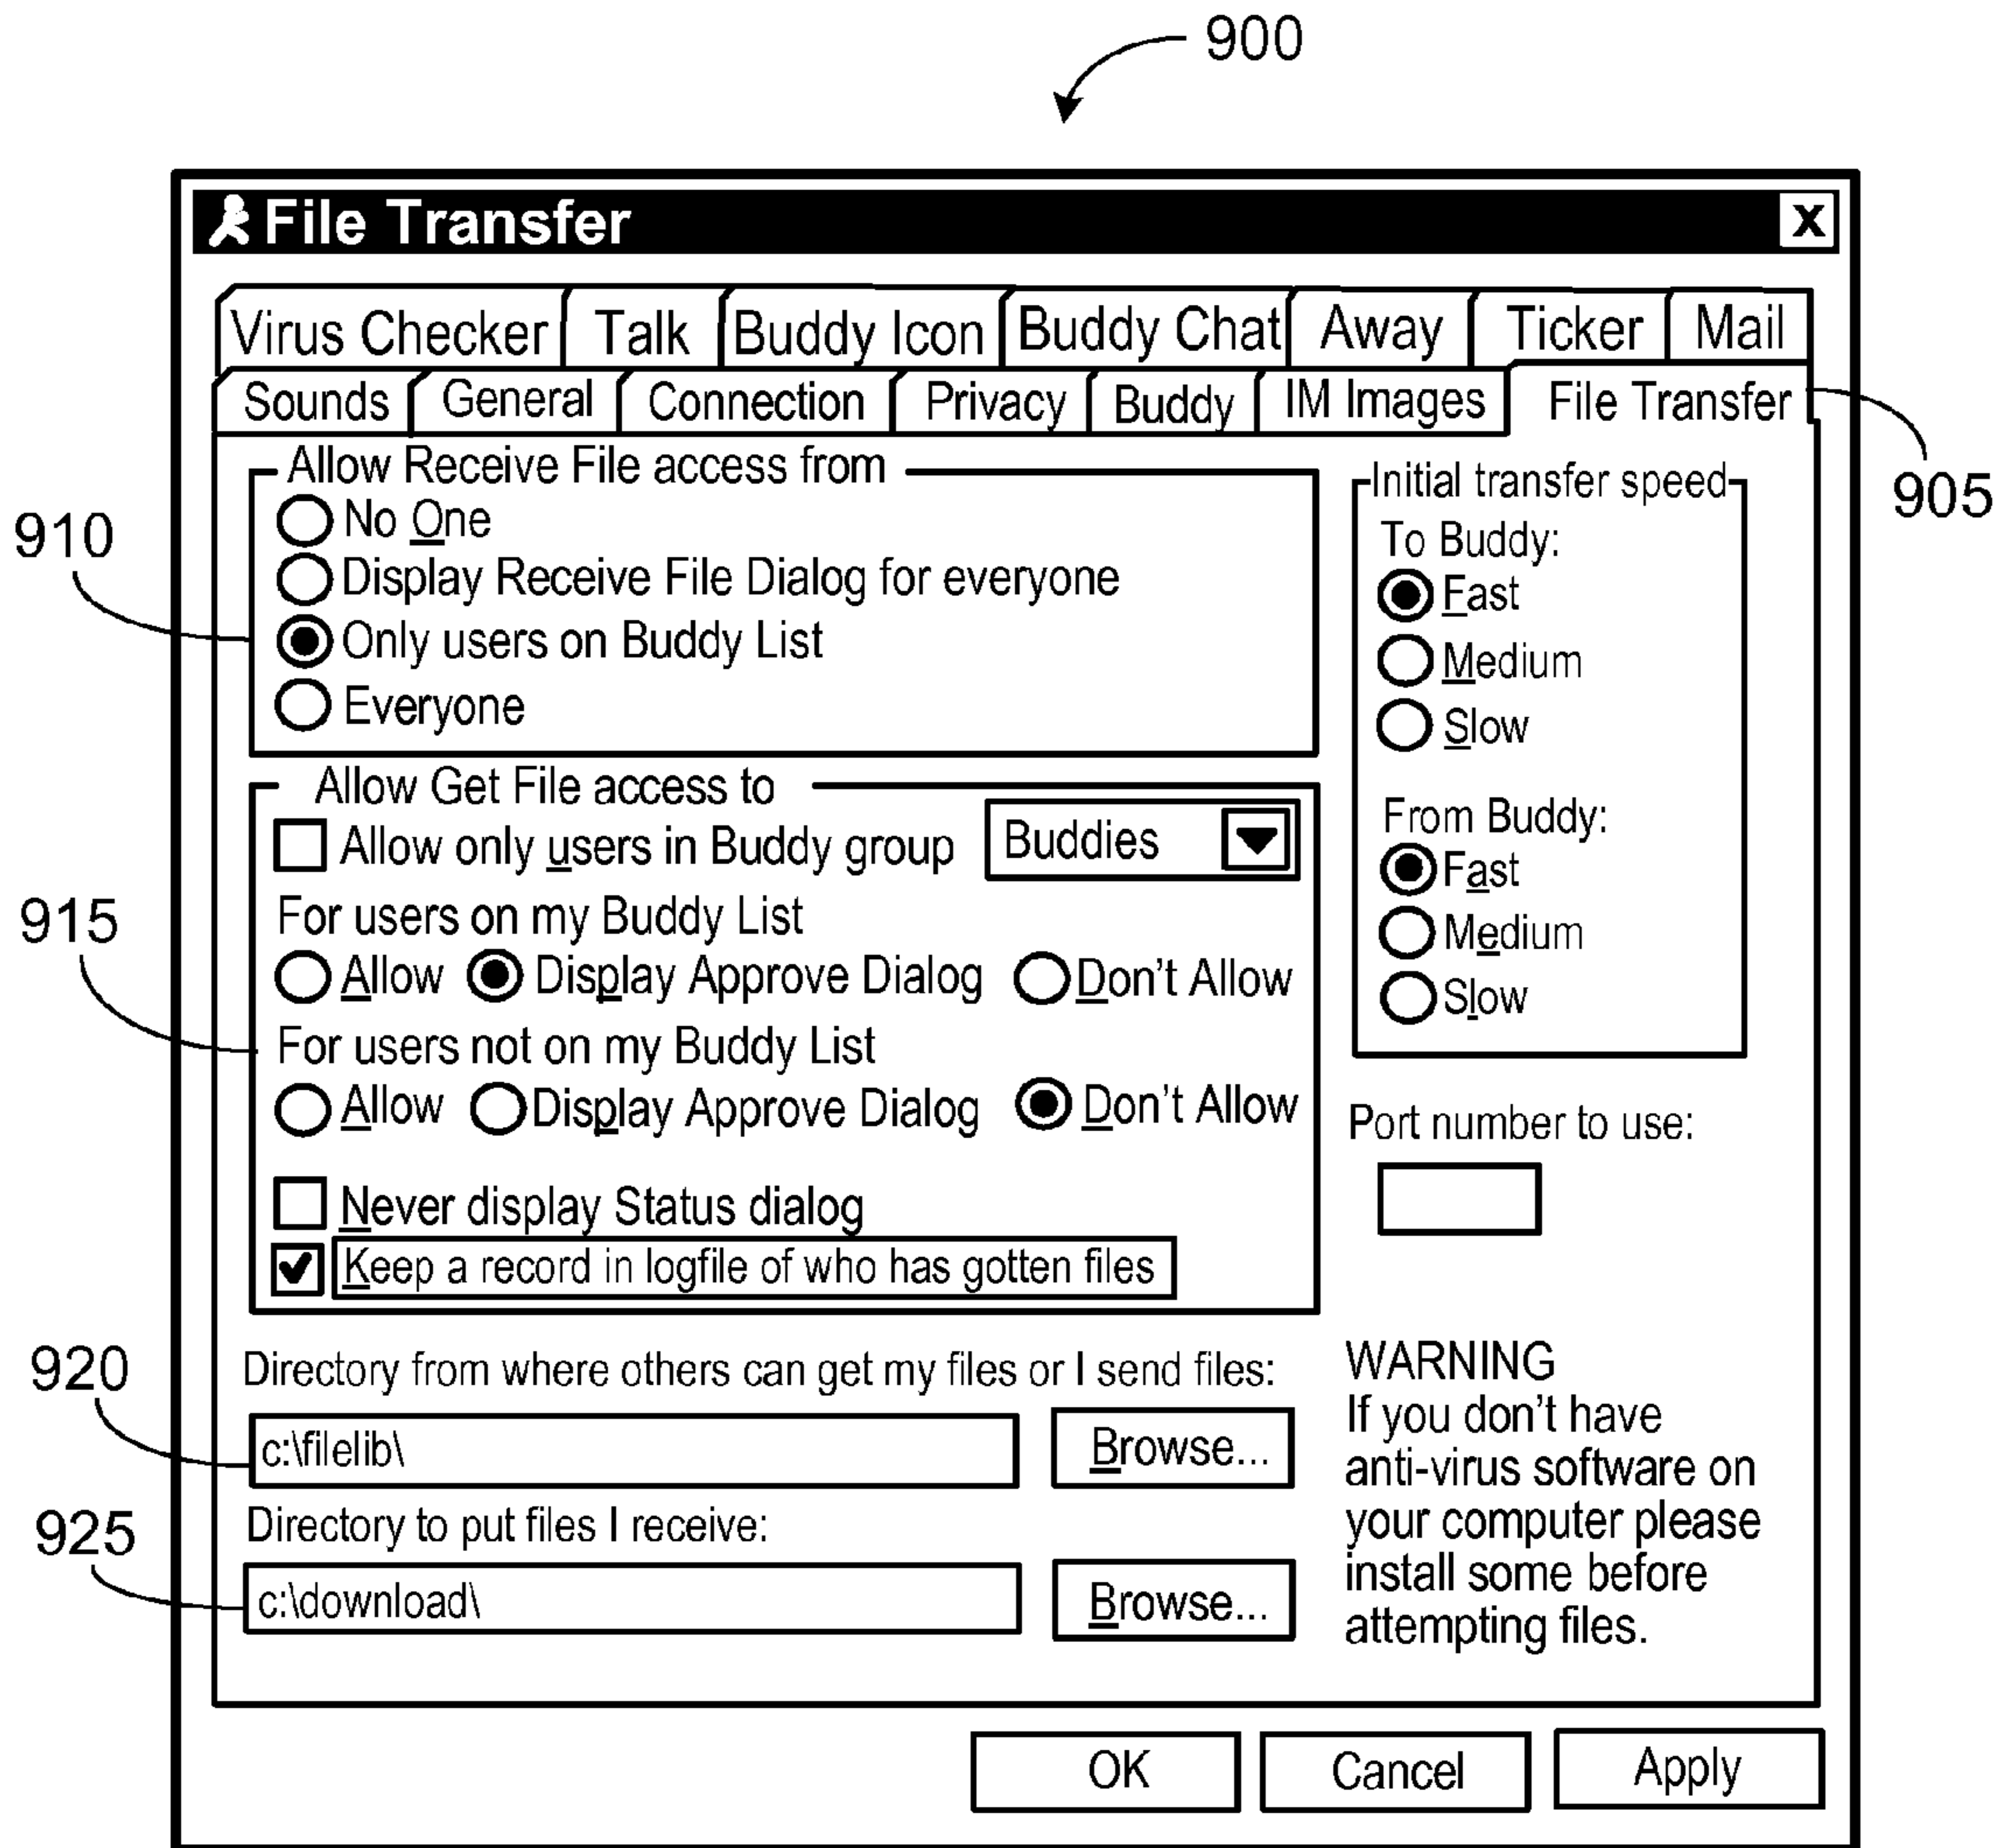 900
File Transfer X
Virus Checker Talk Buddy Icon Buddy Chat Away Ticker Mail
Sounds General Connection Privacy Buddy IM Images File Transfer
905
Allow Receive File access from
No One
Display Receive File Dialog for everyone
Only users on Buddy List
Everyone
910
Allow Get File access to
Allow only users in Buddy group Buddies
For users on my Buddy List
Allow Display Approve Dialog Don't Allow
For users not on my Buddy List
Allow Display Approve Dialog Don't Allow
Never display Status dialog
Keep a record in logfile of who has gotten files
915
Initial transfer speed
To Buddy:
Fast
Medium
Slow
From Buddy:
Fast
Medium
Slow
Port number to use:
Directory from where others can get my files or I send files:
920
c:\filelib\ Browse...
Directory to put files I receive:
925
c:\download\ Browse...
WARNING
If you don't have
anti-virus software on
your computer please
install some before
attempting files.
OK Cancel Apply